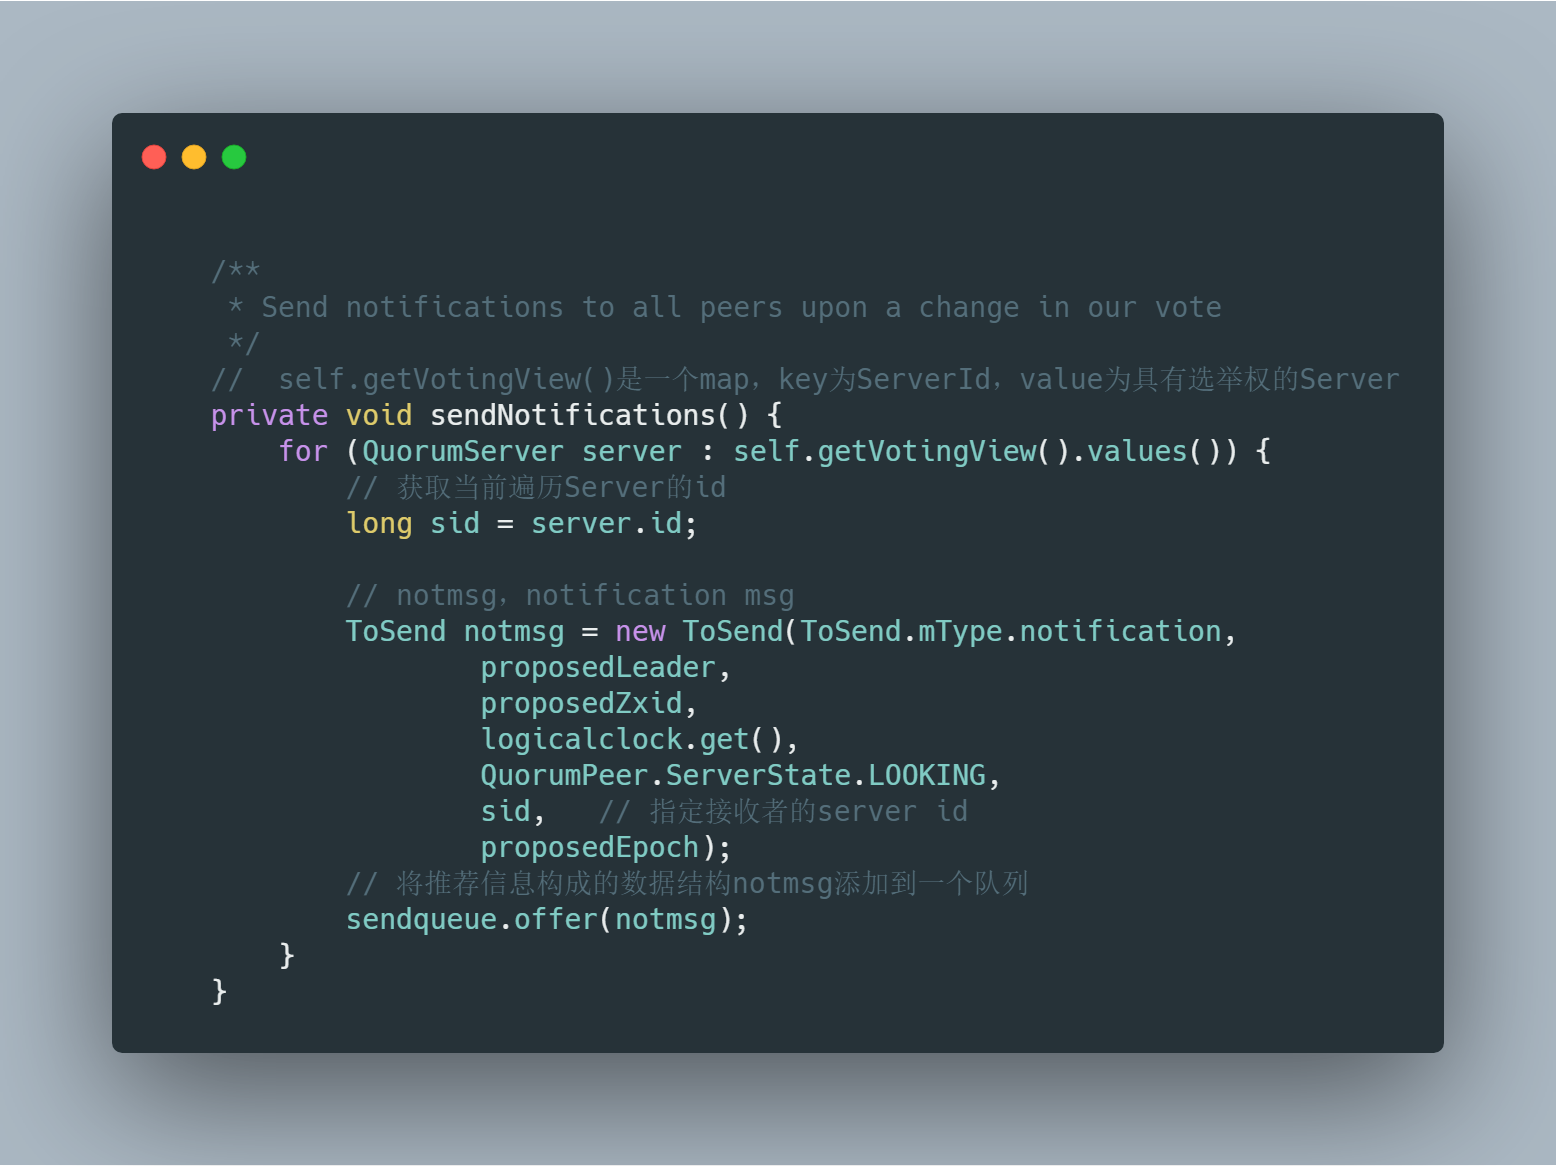 /**
 * Send notifications to all peers upon a change in our vote
 */
//  self.getVotingView()是一个map，key为ServerId，value为具有选举权的Server
private void sendNotifications() {
    for (QuorumServer server : self.getVotingView().values()) {
        // 获取当前遍历Server的id
        long sid = server.id;

        // notmsg，notification msg
        ToSend notmsg = new ToSend(ToSend.mType.notification,
                proposedLeader,
                proposedZxid,
                logicalclock.get(),
                QuorumPeer.ServerState.LOOKING,
                sid,   // 指定接收者的server id
                proposedEpoch);
        // 将推荐信息构成的数据结构notmsg添加到一个队列
        sendqueue.offer(notmsg);
    }
}